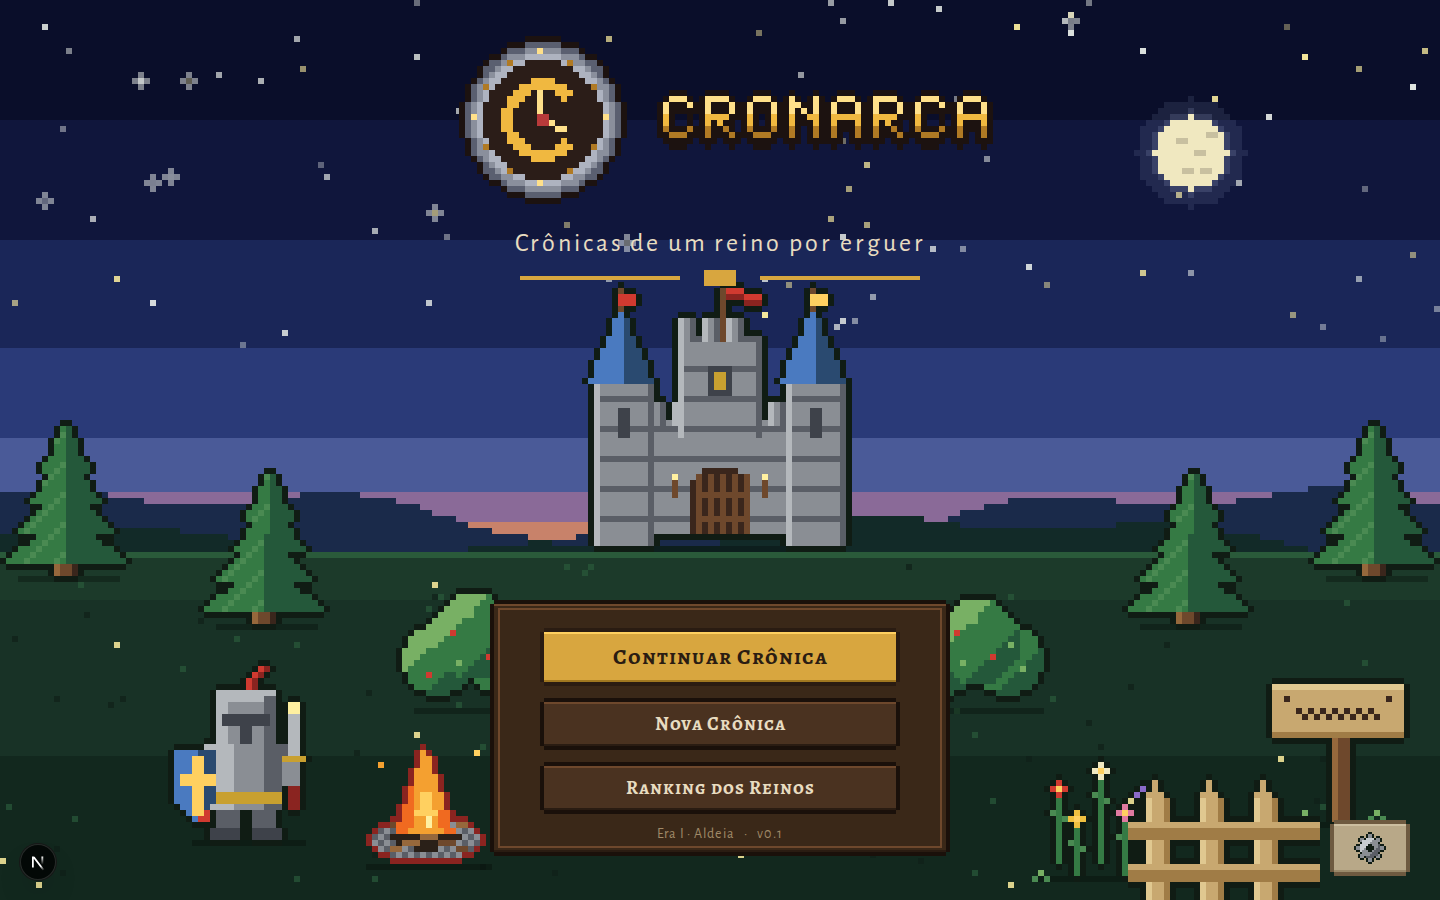 CRONARCA
Crônicas de um reino por erguer
Continuar Crônica
Nova Crônica
Ranking dos Reinos
Era I · Aldeia · v0.1
N